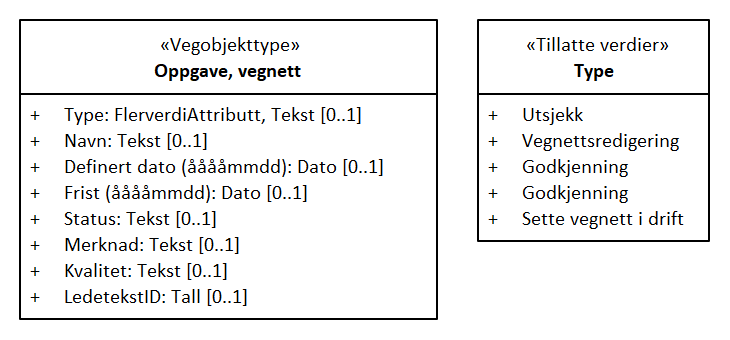 «Vegobjekttype»
Oppgave, vegnett
+ Type: FlerverdiAttributt, Tekst [0..1]
+ Navn: Tekst [0..1]
+ Definert dato (ååååmmdd): Dato [0..1]
+ Frist (ååååmmdd): Dato [0..1]
+ Status: Tekst [0..1]
+ Merknad: Tekst [0..1]
+ Kvalitet: Tekst [0..1]
+ LedetekstID: Tall [0..1]
«Tillatte verdier»
Type
+ Utsjekk
+ Vegnettsredigering
+ Godkjenning
+ Godkjenning
+ Sette vegnett i drift